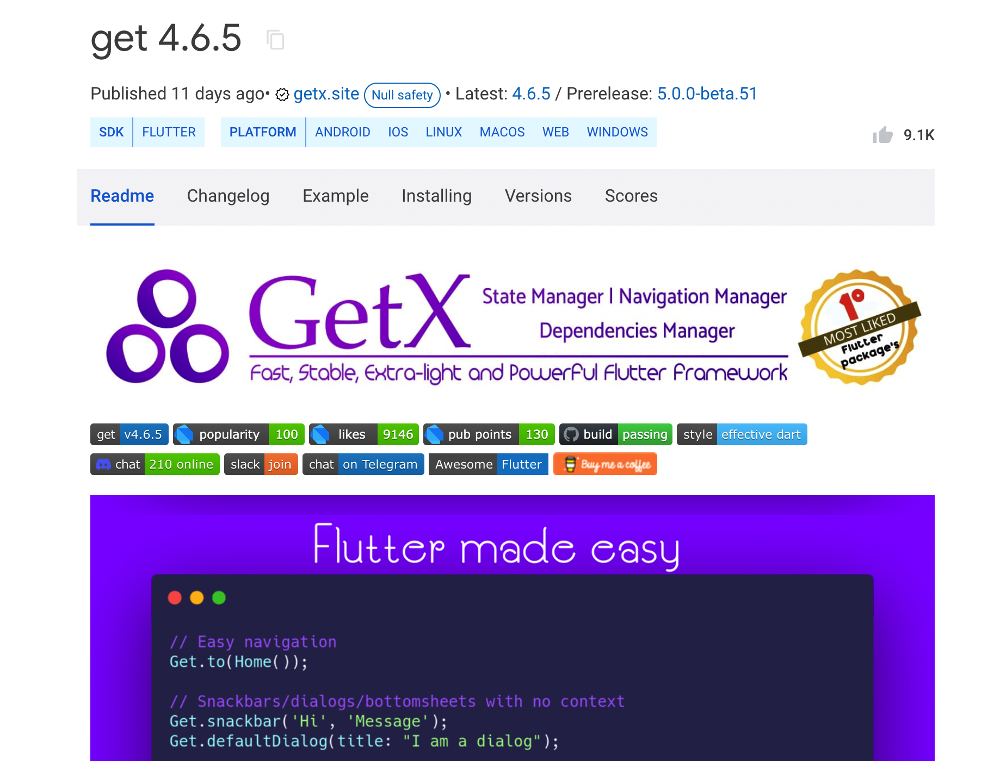 get 4.6.5
Published 11 days ago• getx.site Null safety • Latest: 4.6.5 / Prerelease: 5.0.0-beta.51
SDK FLUTTER PLATFORM ANDROID IOS LINUX MACOS WEB WINDOWS
9.1K
Readme Changelog Example Installing Versions Scores
GetX
State Manager | Navigation Manager
Dependencies Manager
Fast, Stable, Extra-light and Powerful Flutter Framework
1º
MOST LIKED
Flutter
package's
get v4.6.5 popularity 100 likes 9146 pub points 130 build passing style effective dart
chat 210 online slack join chat on Telegram Awesome Flutter Buy me a coffee
Flutter made easy
// Easy navigation
Get.to(Home());
// Snackbars/dialogs/bottomsheets with no context
Get.snackbar('Hi', 'Message');
Get.defaultDialog(title: "I am a dialog");